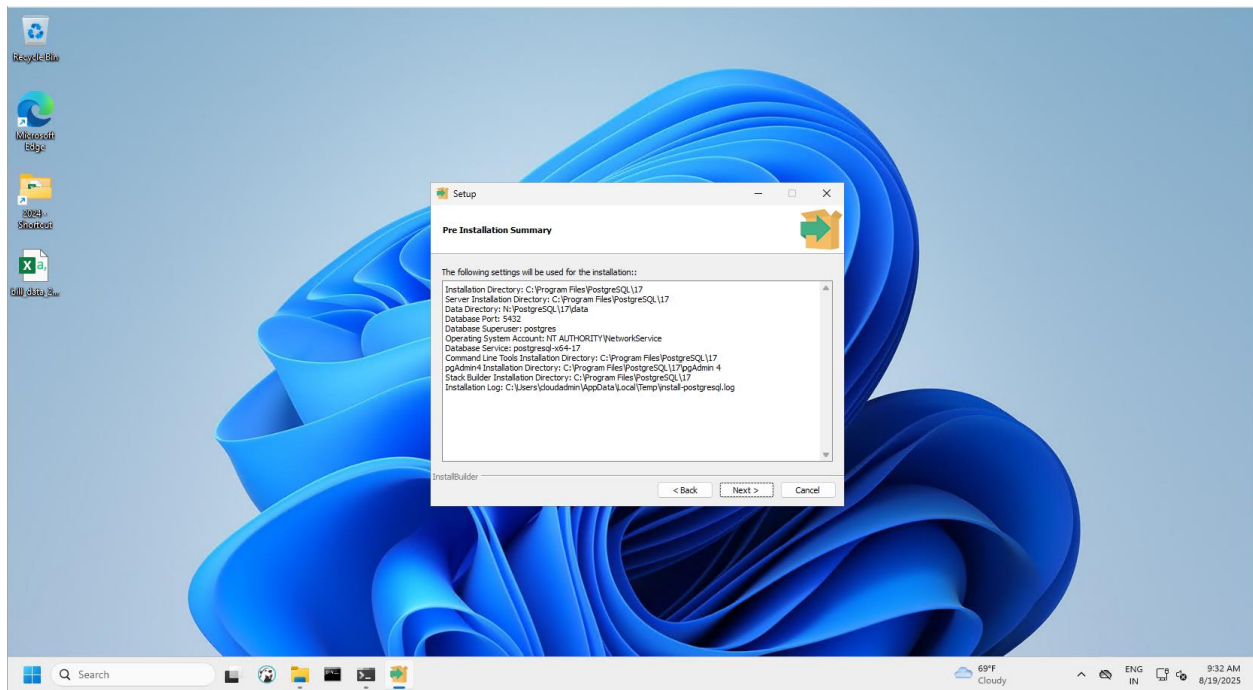 Recycle Bin
Microsoft
Edge
2024 -
Shortcut
bill_data_2...
Setup
Pre Installation Summary
The following settings will be used for the installation::
Installation Directory: C:\Program Files\PostgreSQL\17
Server Installation Directory: C:\Program Files\PostgreSQL\17
Data Directory: N:\PostgreSQL\17\data
Database Port: 5432
Database Superuser: postgres
Operating System Account: NT AUTHORITY\NetworkService
Database Service: postgresql-x64-17
Command Line Tools Installation Directory: C:\Program Files\PostgreSQL\17
pgAdmin4 Installation Directory: C:\Program Files\PostgreSQL\17\pgAdmin 4
Stack Builder Installation Directory: C:\Program Files\PostgreSQL\17
Installation Log: C:\Users\cloudadmin\AppData\Local\Temp\install-postgresql.log
InstallBuilder
< Back Next > Cancel
Search
69°F
Cloudy
ENG
IN
9:32 AM
8/19/2025